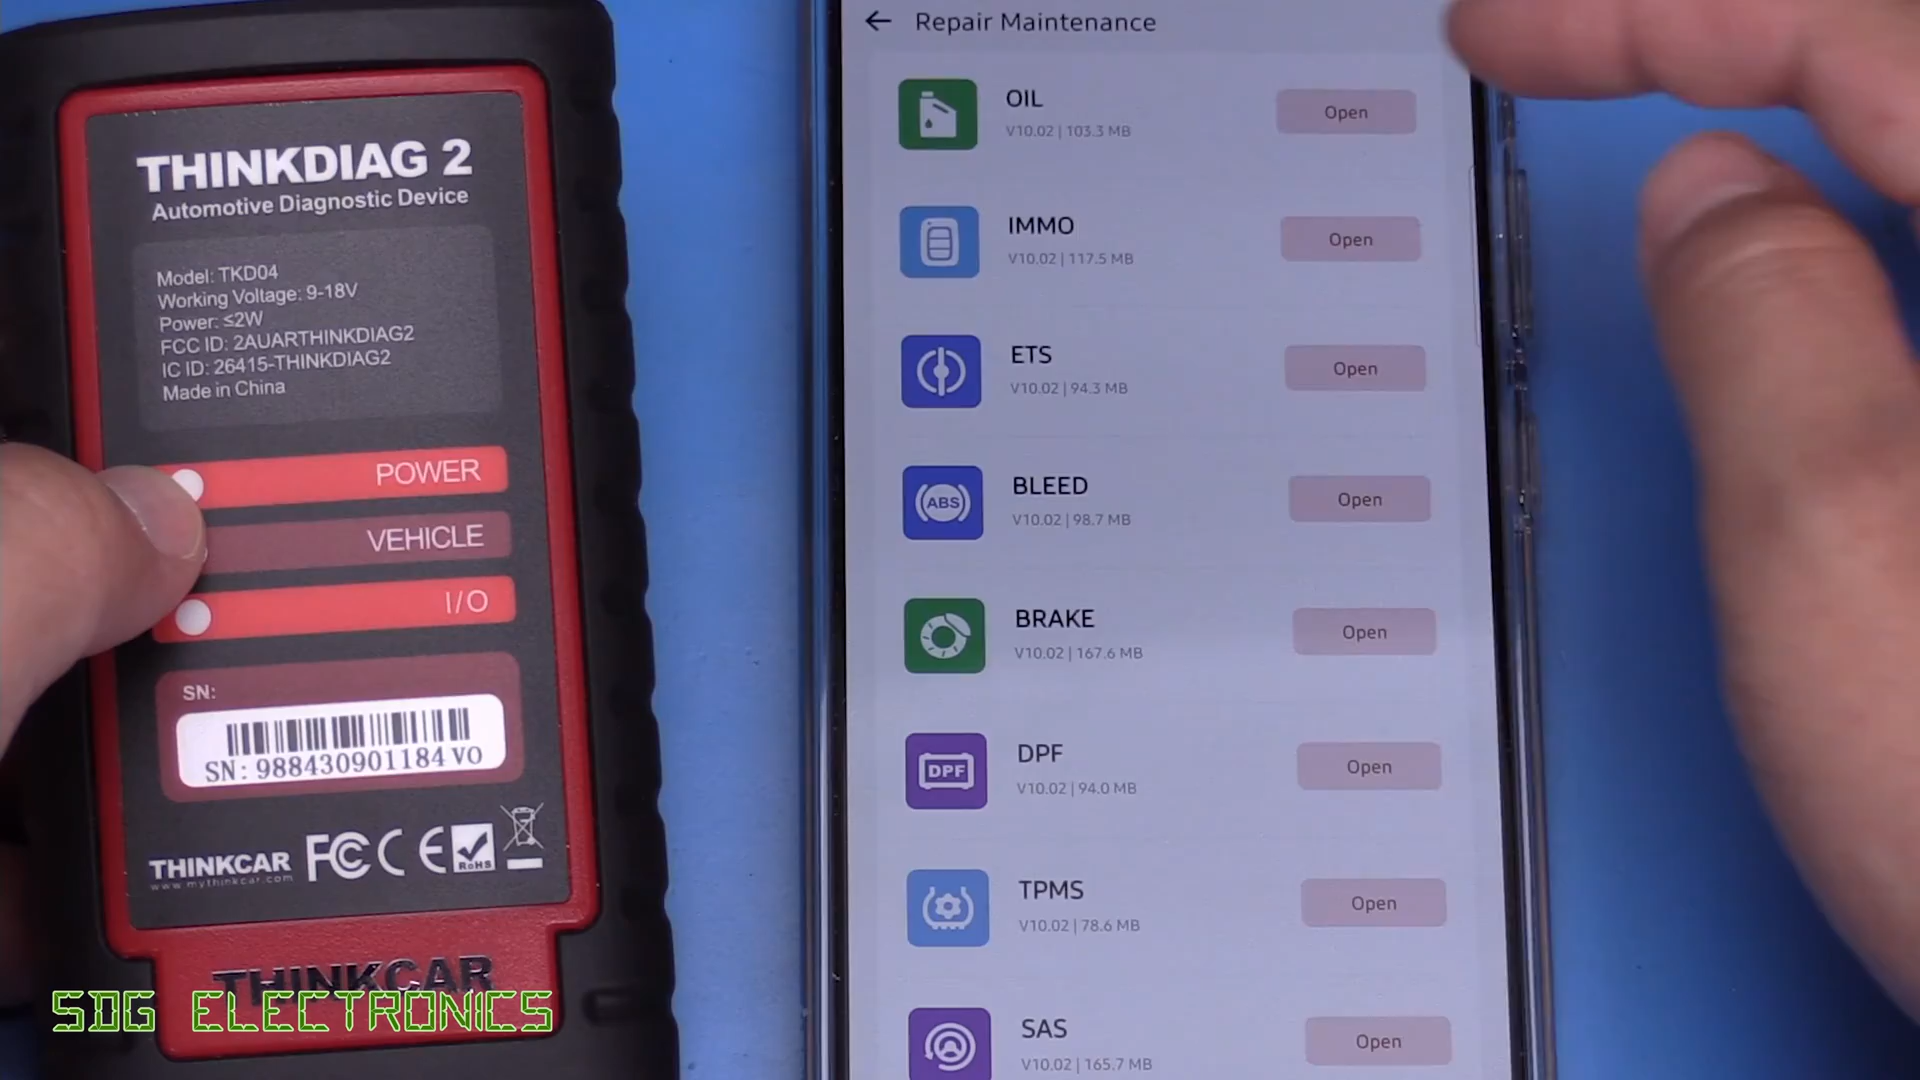 THINKDIAG 2
Automotive Diagnostic Device
Model: TKD04
Working Voltage: 9-18V
Power: ≤2W
FCC ID: 2AUARTHINKDIAG2
IC ID: 26415-THINKDIAG2
Made in China
POWER
VEHICLE
I/O
SN:
SN: 988430901184 V0
THINKCAR
www.mythinkcar.com
FC CE RoHS
THINKCAR
SDG ELECTRONICS
Repair Maintenance
OIL
V10.02 | 103.3 MB
Open
IMMO
V10.02 | 117.5 MB
Open
ETS
V10.02 | 94.3 MB
Open
ABS
BLEED
V10.02 | 98.7 MB
Open
BRAKE
V10.02 | 167.6 MB
Open
DPF
DPF
V10.02 | 94.0 MB
Open
TPMS
V10.02 | 78.6 MB
Open
SAS
V10.02 | 165.7 MB
Open